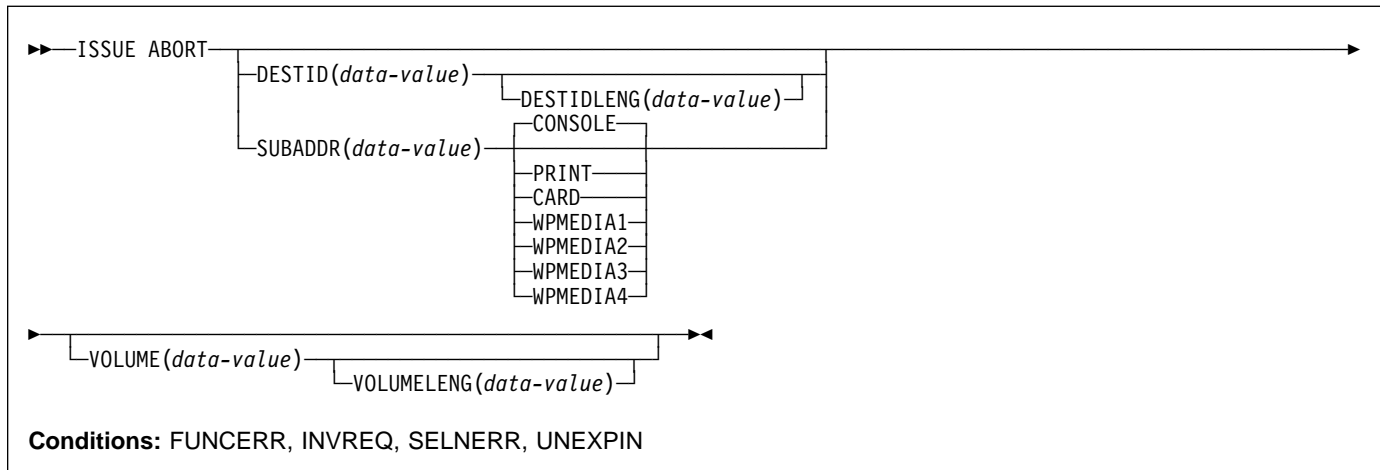 ISSUE ABORT
DESTID(data-value)
DESTIDLENG(data-value)
CONSOLE
SUBADDR(data-value)
PRINT
CARD
WPMEDIA1
WPMEDIA2
WPMEDIA3
WPMEDIA4
VOLUME(data-value)
VOLUMELENG(data-value)
Conditions: FUNCERR, INVREQ, SELNERR, UNEXPIN